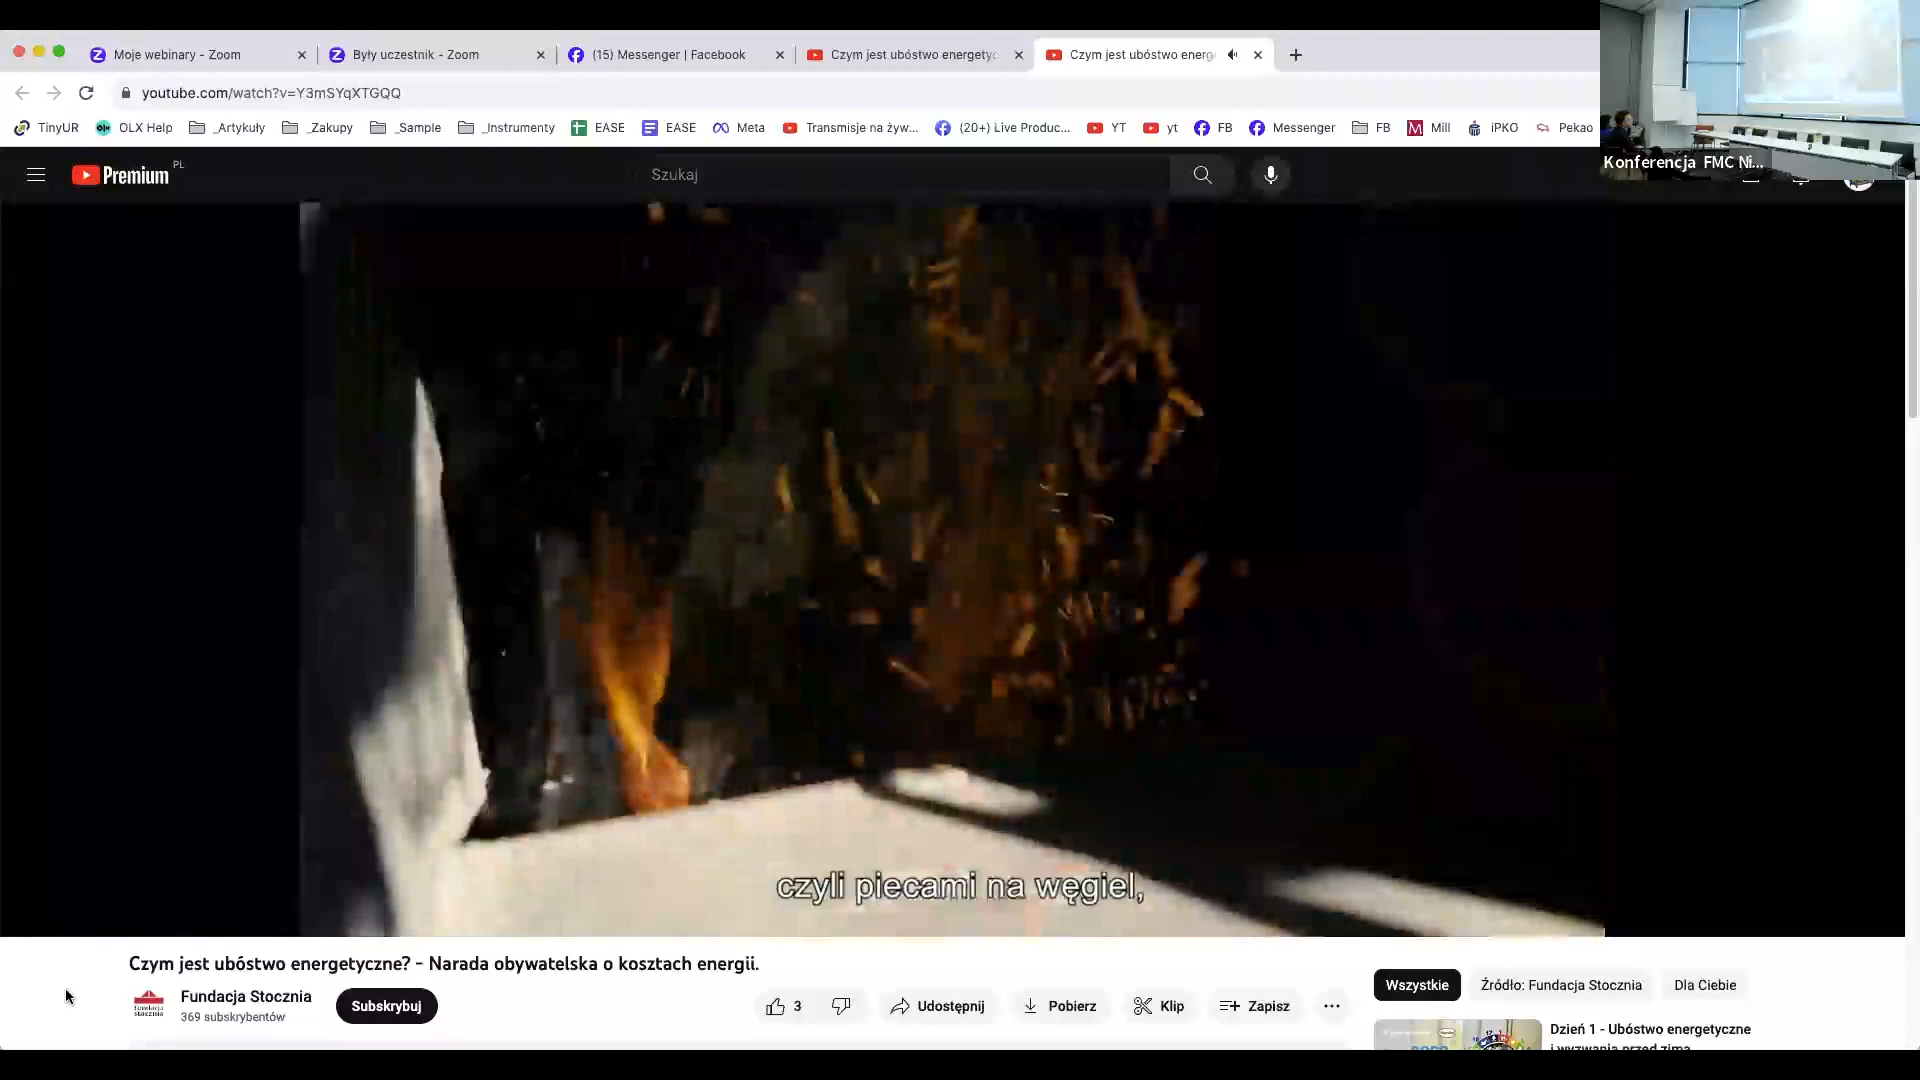 Moje webinary - Zoom
Były uczestnik - Zoom
(15) Messenger | Facebook
Czym jest ubóstwo energetyc
Czym jest ubóstwo energ
youtube.com/watch?v=Y3mSYqXTGQQ
TinyUR
OLX Help
_Artykuły
_Zakupy
_Sample
_Instrumenty
EASE
EASE
Meta
Transmisje na żyw...
(20+) Live Produc...
YT
yt
FB
Messenger
FB
Mill
iPKO
Pekao
Konferencja FMC Ni...
Premium PL
Szukaj
czyli piecami na węgiel,
Czym jest ubóstwo energetyczne? - Narada obywatelska o kosztach energii.
Fundacja Stocznia
369 subskrybentów
Subskrybuj
3
Udostępnij
Pobierz
Klip
Zapisz
Wszystkie
Źródło: Fundacja Stocznia
Dla Ciebie
Dzień 1 - Ubóstwo energetyczne
i wyzwania przed zimą